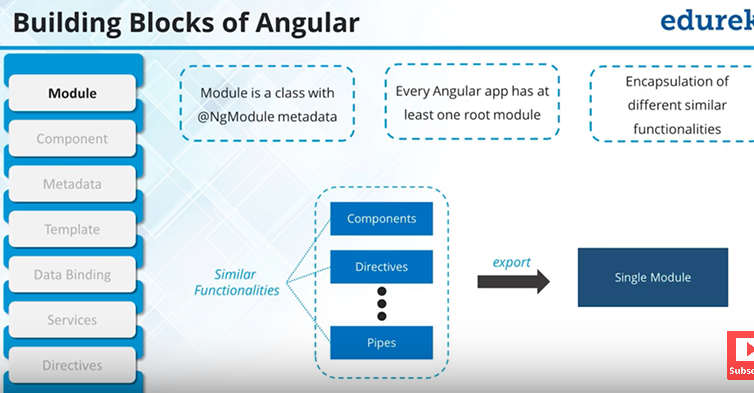 Building Blocks of Angular
edurek
Module
Component
Metadata
Template
Data Binding
Services
Directives
Module is a class with
@NgModule metadata
Every Angular app has at
least one root module
Encapsulation of
different similar
functionalities
Similar
Functionalities
Components
Directives
Pipes
export
Single Module
Subsc